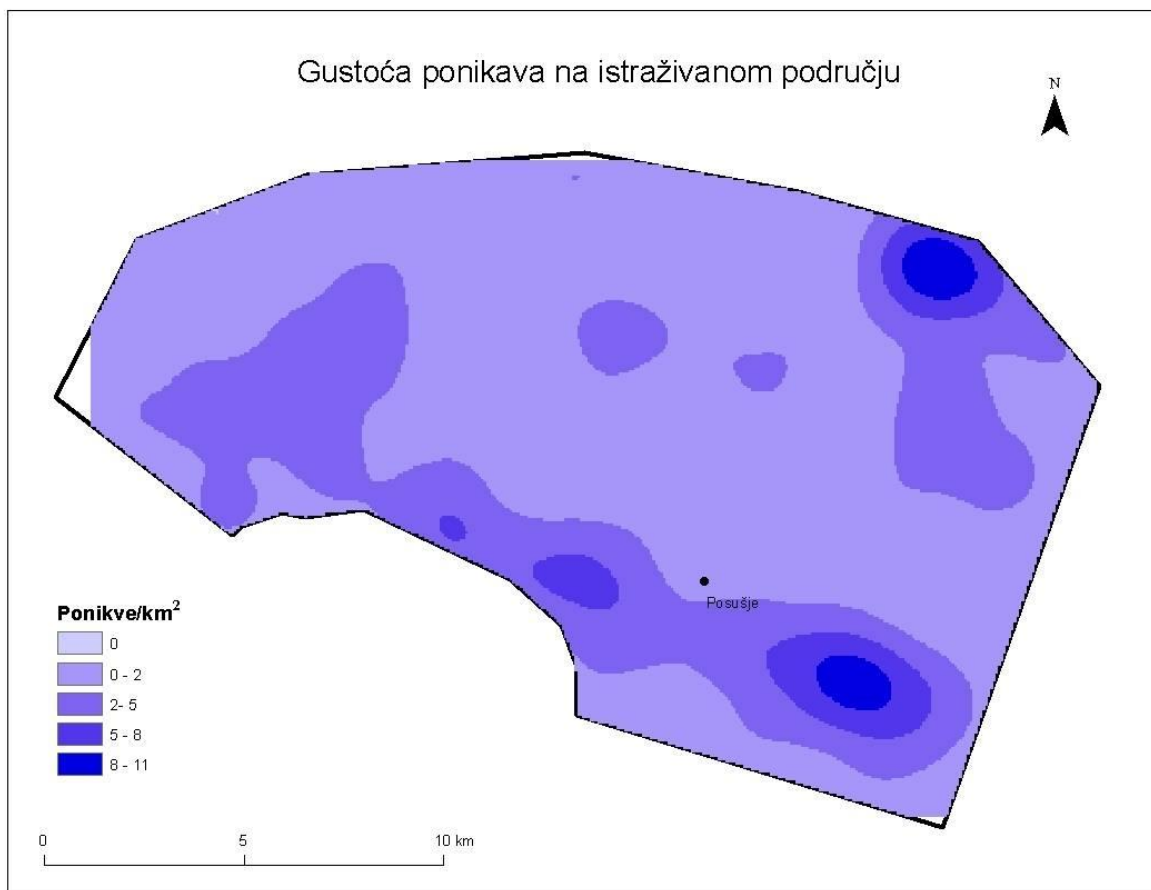 Gustoća ponikava na istraživanom području
N
Posušje
Ponikve/km²
0
0 - 2
2- 5
5 - 8
8 - 11
0 5 10 km